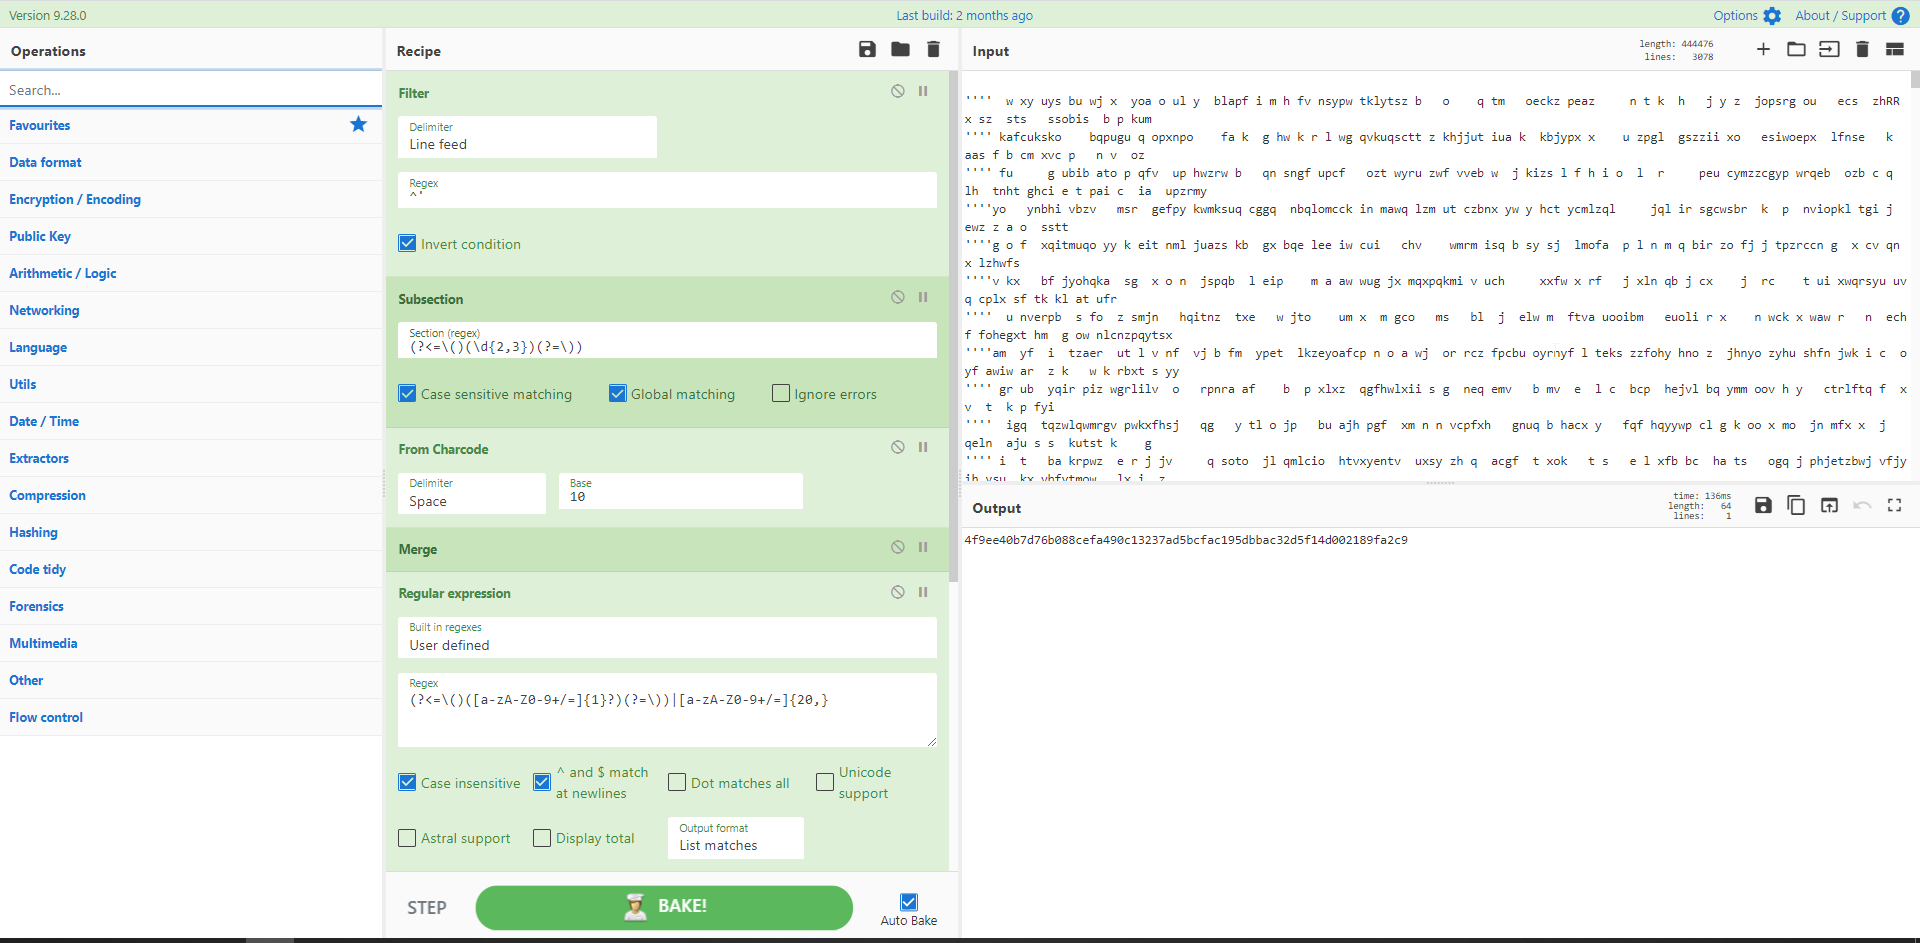 Version 9.28.0
Last build: 2 months ago
Options
About / Support
Operations
Search...
Favourites
Data format
Encryption / Encoding
Public Key
Arithmetic / Logic
Networking
Language
Utils
Date / Time
Extractors
Compression
Hashing
Code tidy
Forensics
Multimedia
Other
Flow control
Recipe
Filter
Delimiter
Line feed
Regex
^'
Invert condition
Subsection
Section (regex)
(?<=\()(\d{2,3})(?=\))
Case sensitive matching
Global matching
Ignore errors
From Charcode
Delimiter
Space
Base
10
Merge
Regular expression
Built in regexes
User defined
Regex
(?<=\()([a-zA-Z0-9+/=]{1}?)(?=\))|[a-zA-Z0-9+/=]{20,}
Case insensitive
^ and $ match at newlines
Dot matches all
Unicode support
Astral support
Display total
Output format
List matches
STEP
BAKE!
Auto Bake
Input
length: 444476
lines: 3078
'''' w xy uys bu wj x yoa o ul y blapf i m h fv nsypw tklytsz b o q tm oeckz peaz n t k h j y z jopsrg ou ecs zhRR
x sz sts ssobis b p kum
'''' kafcuksko bqpugu q opxnpo fa k g hw k r l wg qvkuqsctt z khjjut iua k kbjypx x u zpgl gszzii xo esiwoepx lfnse k
aas f b cm xvc p n v oz
'''' fu g ubib ato p qfv up hwzrw b qn sngf upcf ozt wyru zwf vveb w j kizs l f h i o l r peu cymzzcgyp wrqeb ozb c q
lh tnht ghci e t pai c ia upzrmy
''''yo ynbhi vbzv msr gefpy kwmksuq cggq nbqlomcck in mawq lzm ut czbnx yw y hct ycmlzql jql ir sgcwsbr k p nviopkl tgi j
ewz z a o sstt
''''g o f xqitmuqo yy k eit nml juazs kb gx bqe lee iw cui chv wmrm isq b sy sj lmofa p l n m q bir zo fj j tpzrccn g x cv qn
x lzhwfs
''''v kx bf jyohqka sg x o n jspqb l eip m a aw wug jx mqxpqkmi v uch xxfw x rf j xln qb j cx j rc t ui xwqrsyu uv
q cplx sf tk kl at ufr
'''' u nverpb s fo z smjn hqitnz txe w jto um x m gco ms bl j elw m ftva uooibm euoli r x n wck x waw r n ech
f fohegxt hm g ow nlcnzpqytsx
''''am yf i tzaer ut l v nf vj b fm ypet lkzeyoafcp n o a wj or rcz fpcbu oyrnyf l teks zzfohy hno z jhnyo zyhu shfn jwk i c o
yf awiw ar z k w k rbxt s yy
'''' gr ub yqir piz wgrlilv o rpnra af b p xlxz qgfhwlxii s g neq emv b mv e l c bcp hejvl bq ymm oov h y ctrlftq f x
v t k p fyi
'''' igq tqzwlqwmrgv pwkxfhsj qg y tl o jp bu ajh pgf xm n n vcpfxh gnuq b hacx y fqf hqyywp cl g k oo x mo jn mfx x j
qeln aju s s kutst k g
'''' i t ba krpwz e r j jv q soto jl qmlcio htvxyentv uxsy zh q acgf t xok t s e l xfb bc ha ts ogq j phjetzbwj vfjy
Output
time: 136ms
length: 64
lines: 1
4f9ee40b7d76b088cefa490c13237ad5bcfac195dbbac32d5f14d002189fa2c9